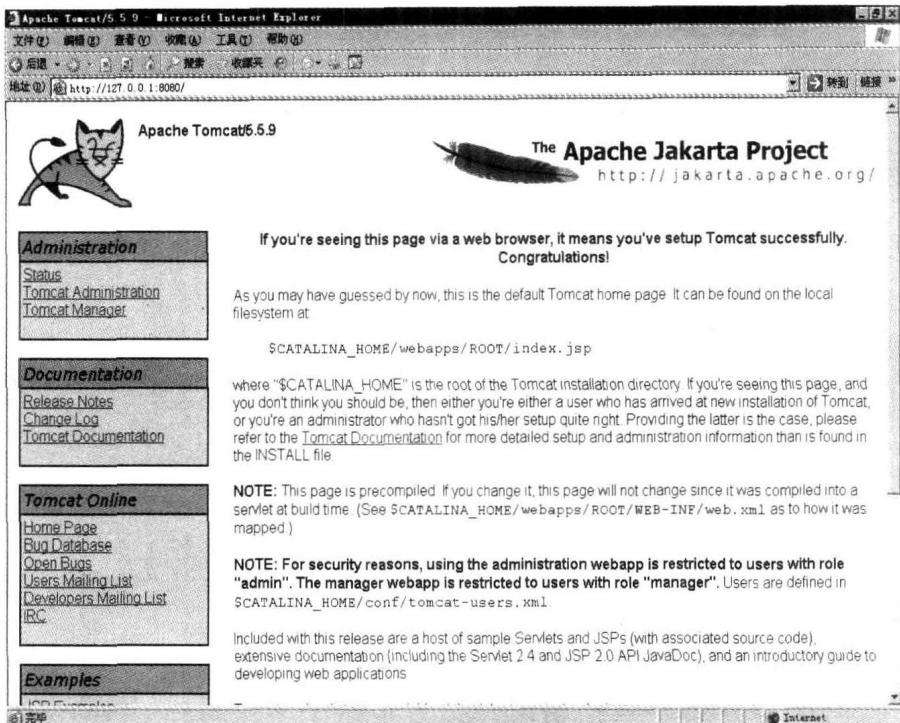 Apache Tomcat/5.5.9 - Microsoft Internet Explorer
文件(F) 编辑(E) 查看(V) 收藏(A) 工具(T) 帮助(H)
后退 搜索 收藏夹
地址(D) http://127.0.0.1:8080/ 转到 链接 »
Apache Tomcat/5.5.9
The Apache Jakarta Project
http://jakarta.apache.org/
Administration
Status
Tomcat Administration
Tomcat Manager
Documentation
Release Notes
Change Log
Tomcat Documentation
Tomcat Online
Home Page
Bug Database
Open Bugs
Users Mailing List
Developers Mailing List
IRC
Examples
JSP Examples
If you're seeing this page via a web browser, it means you've setup Tomcat successfully.
Congratulations!
As you may have guessed by now, this is the default Tomcat home page. It can be found on the local
filesystem at
$CATALINA_HOME/webapps/ROOT/index.jsp
where "$CATALINA_HOME" is the root of the Tomcat installation directory. If you're seeing this page, and
you don't think you should be, then either you're either a user who has arrived at new installation of Tomcat,
or you're an administrator who hasn't got his/her setup quite right. Providing the latter is the case, please
refer to the Tomcat Documentation for more detailed setup and administration information than is found in
the INSTALL file.
NOTE: This page is precompiled. If you change it, this page will not change since it was compiled into a
servlet at build time. (See $CATALINA_HOME/webapps/ROOT/WEB-INF/web.xml as to how it was
mapped.)
NOTE: For security reasons, using the administration webapp is restricted to users with role
"admin". The manager webapp is restricted to users with role "manager". Users are defined in
$CATALINA_HOME/conf/tomcat-users.xml
Included with this release are a host of sample Servlets and JSPs (with associated source code),
extensive documentation (including the Servlet 2.4 and JSP 2.0 API JavaDoc), and an introductory guide to
developing web applications
完毕 Internet